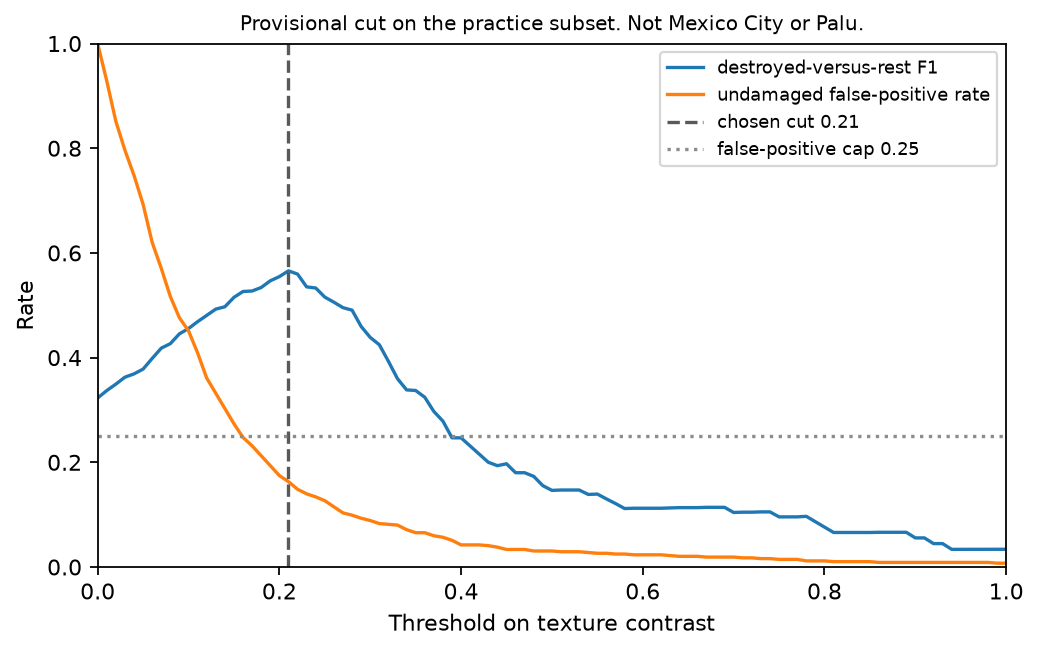 Provisional cut on the practice subset. Not Mexico City or Palu.
1.0
0.8
0.6
0.4
0.2
0.0
Rate
destroyed-versus-rest F1
undamaged false-positive rate
chosen cut 0.21
false-positive cap 0.25
0.0 0.2 0.4 0.6 0.8 1.0
Threshold on texture contrast